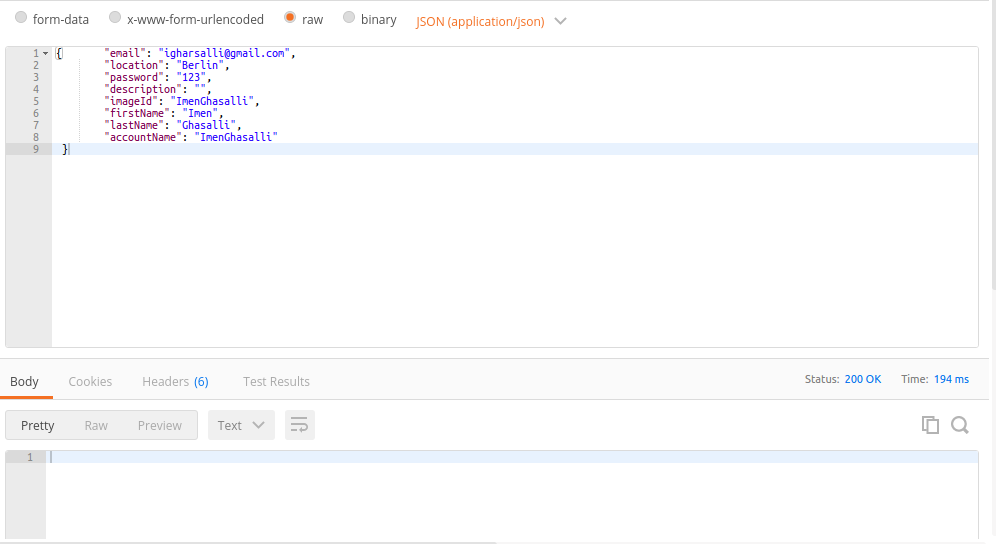 form-data x-www-form-urlencoded raw binary JSON (application/json)
1 { "email": "igharsalli@gmail.com",
2 "location": "Berlin",
3 "password": "123",
4 "description": "",
5 "imageId": "ImenGhasalli",
6 "firstName": "Imen",
7 "lastName": "Ghasalli",
8 "accountName": "ImenGhasalli"
9 }
Body Cookies Headers (6) Test Results Status: 200 OK Time: 194 ms
Pretty Raw Preview Text
1